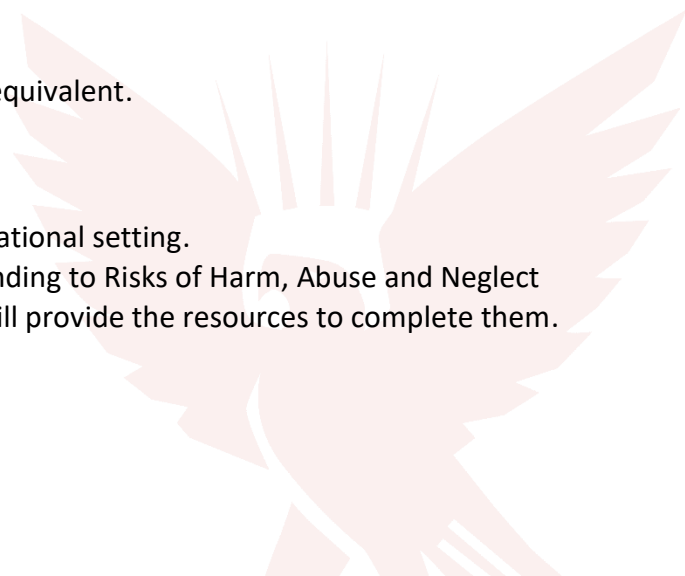 equivalent.
ational setting.
nding to Risks of Harm, Abuse and Neglect
ill provide the resources to complete them.